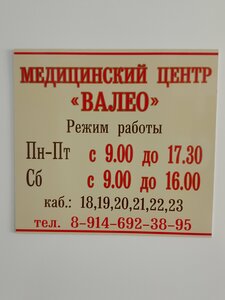 МЕДИЦИНСКИЙ ЦЕНТР
«ВАЛЕО»
Режим работы
Пн-Пт с 9.00 до 17.30
Сб с 9.00 до 16.00
каб.: 18,19,20,21,22,23
тел. 8-914-692-38-95